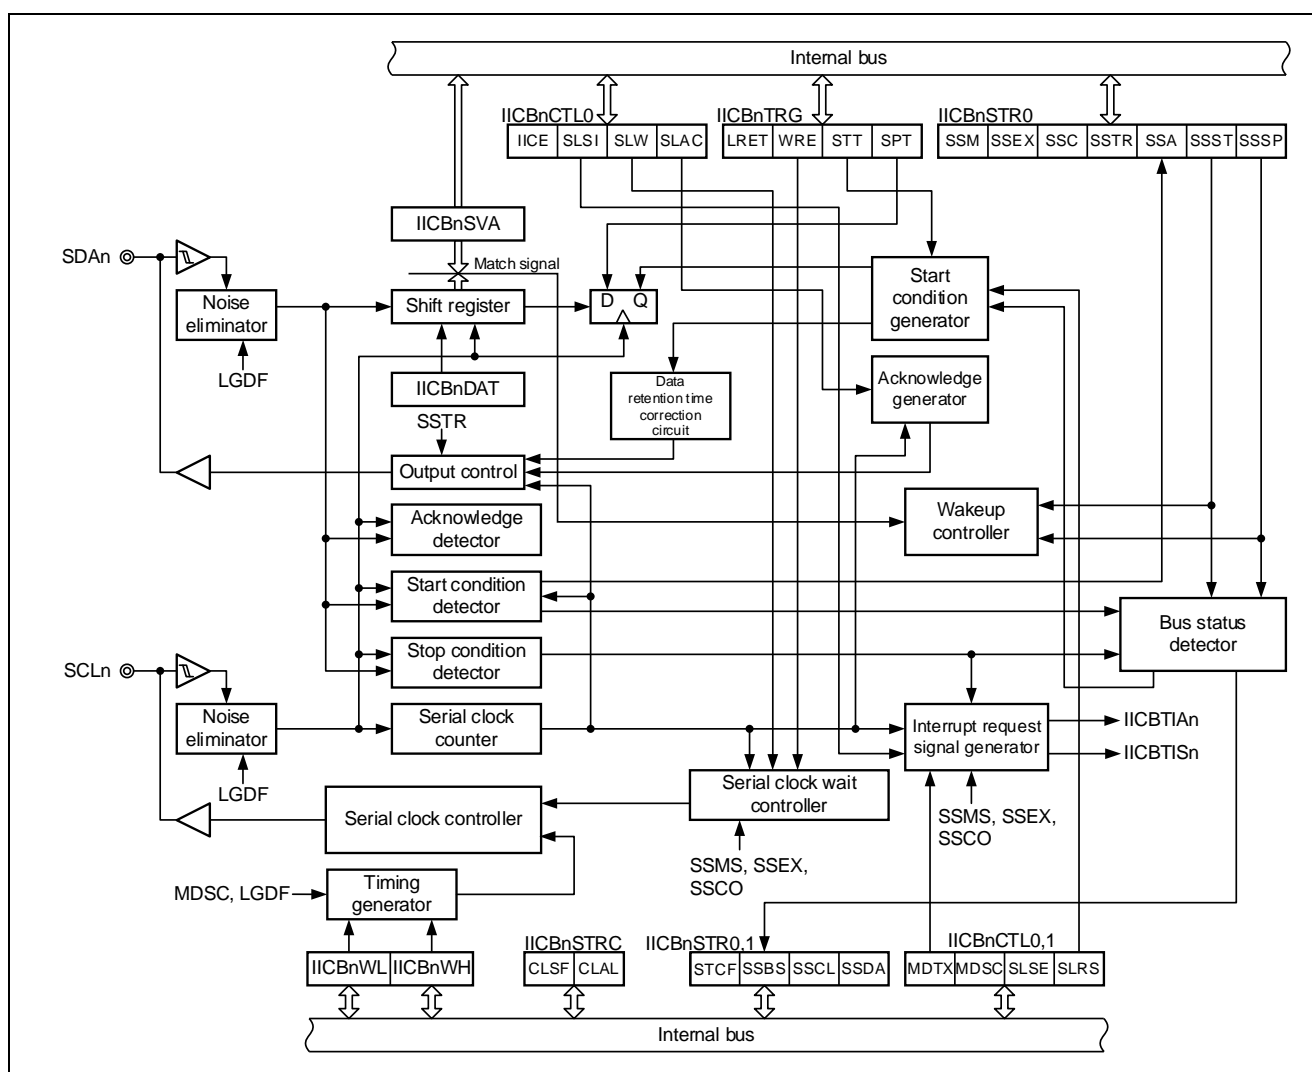 Internal bus
IICBnCTL0
IICBnTRG
IICBnSTR0
IICE SLSI SLW SLAC
LRET WRE STT SPT
SSM SSEX SSC SSTR SSA SSST SSSP
IICBnSVA
SDAn
Match signal
Noise
eliminator
Shift register
D Q
Start
condition
generator
LGDF
IICBnDAT
Data
retention time
correction
circuit
Acknowledge
generator
SSTR
Output control
Acknowledge
detector
Wakeup
controller
Start condition
detector
Bus status
detector
Stop condition
detector
SCLn
Noise
eliminator
Serial clock
counter
Interrupt request
signal generator
IICBTIAn
IICBTISn
LGDF
Serial clock controller
Serial clock wait
controller
SSMS, SSEX,
SSCO
SSMS, SSEX,
SSCO
MDSC, LGDF
Timing
generator
IICBnSTRC
IICBnSTR0,1
IICBnCTL0,1
IICBnWL IICBnWH
CLSF CLAL
STCF SSBS SSCL SSDA
MDTX MDSC SLSE SLRS
Internal bus